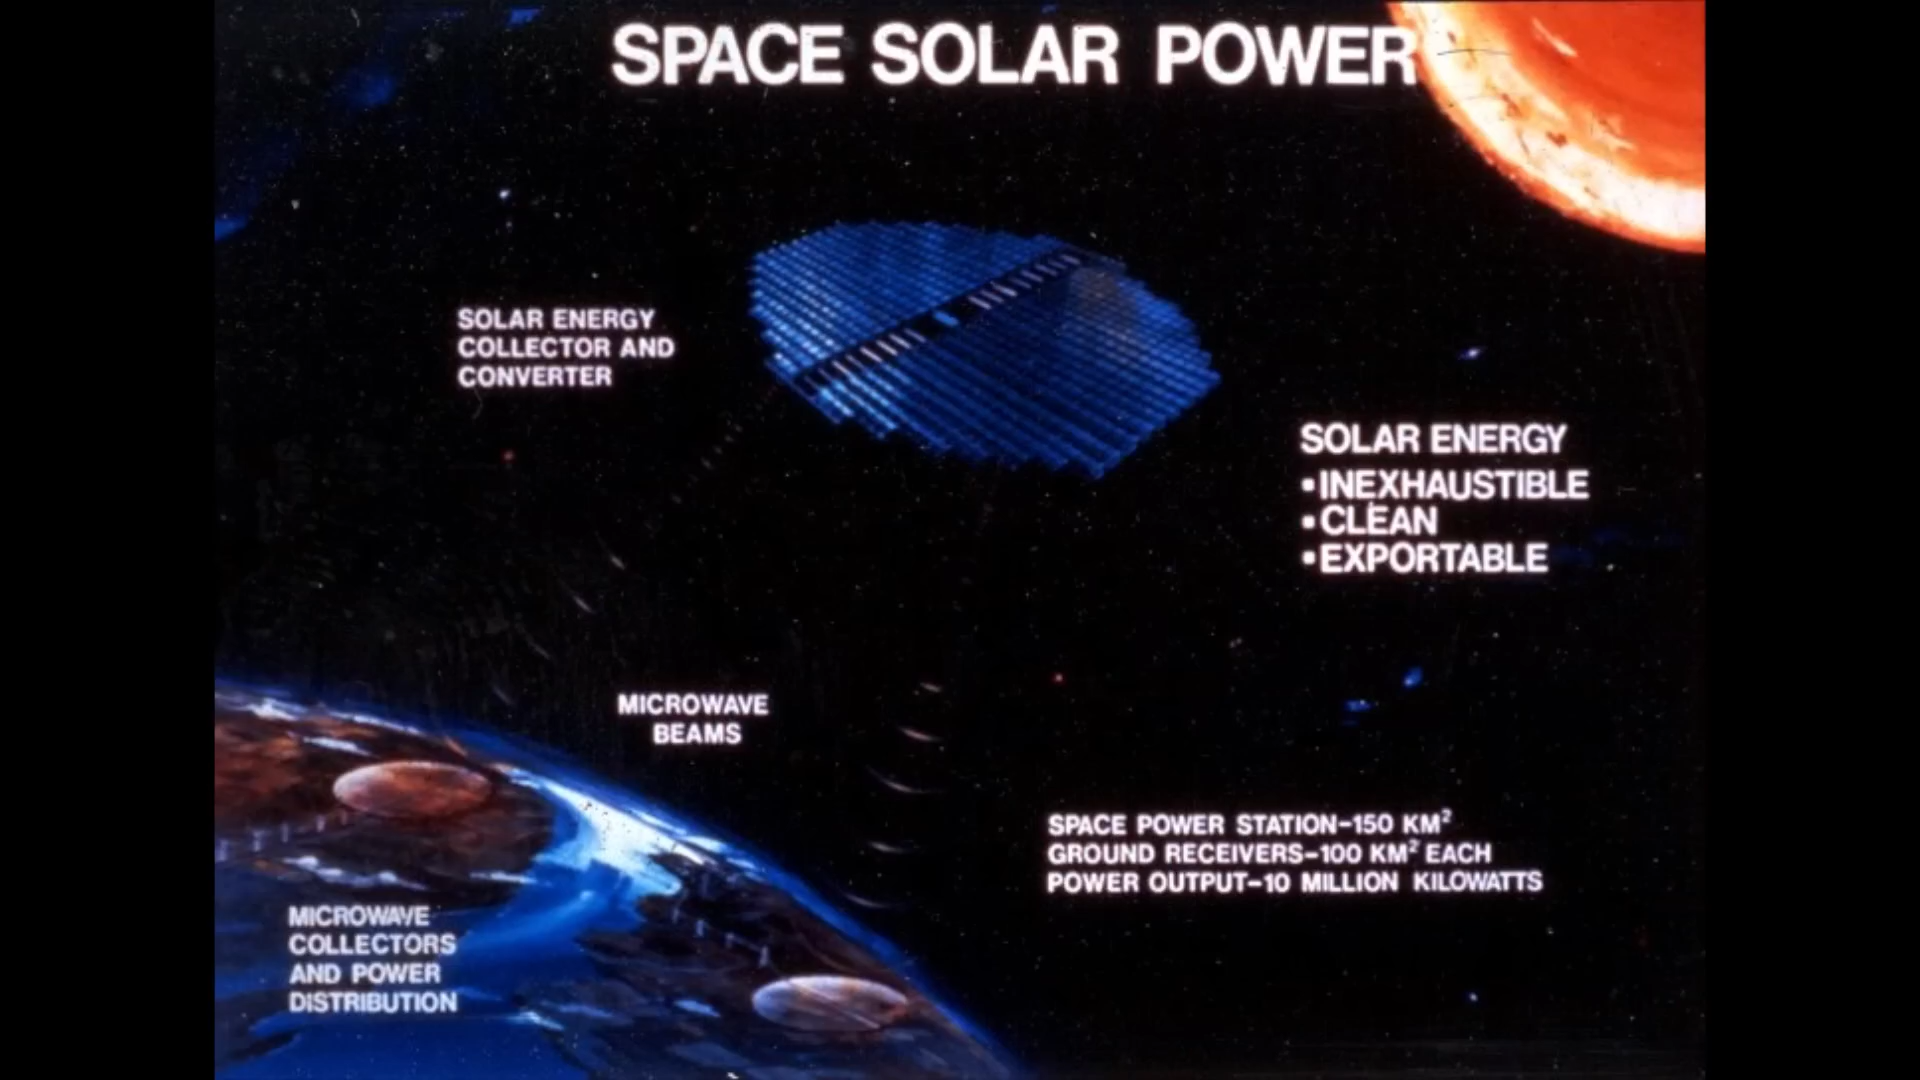 SPACE SOLAR POWER
SOLAR ENERGY
COLLECTOR AND
CONVERTER
SOLAR ENERGY
▪INEXHAUSTIBLE
▪CLEAN
▪EXPORTABLE
MICROWAVE
BEAMS
SPACE POWER STATION-150 KM²
GROUND RECEIVERS-100 KM² EACH
POWER OUTPUT-10 MILLION KILOWATTS
MICROWAVE
COLLECTORS
AND POWER
DISTRIBUTION